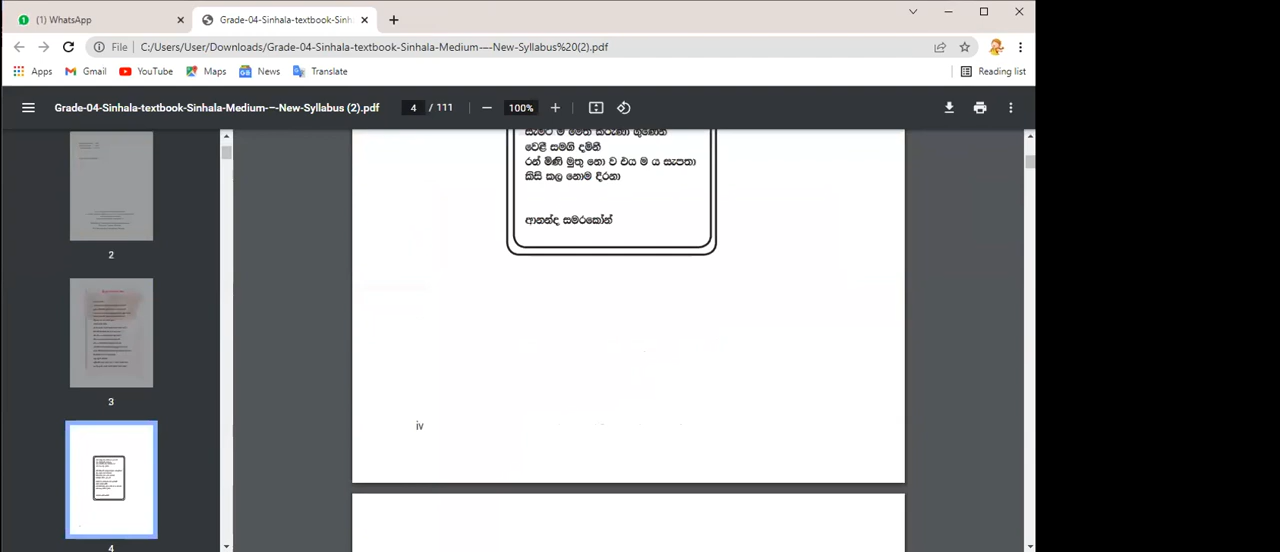 (1) WhatsApp
Grade-04-Sinhala-textbook-Sinh
File
C:/Users/User/Downloads/Grade-04-Sinhala-textbook-Sinhala-Medium-–-New-Syllabus%20(2).pdf
Apps Gmail YouTube Maps News Translate Reading list
Grade-04-Sinhala-textbook-Sinhala-Medium-–-New-Syllabus (2).pdf
4 / 111
100%
සැමට ම මෙත් කරුණා ගුණෙන්
වෙළී සමගි දමිනී
රන් මිණි මුතු නො ව එය ම ය සැපතා
කිසි කල නොම දිරනා
ආනන්ද සමරකෝන්
iv
2
3
4